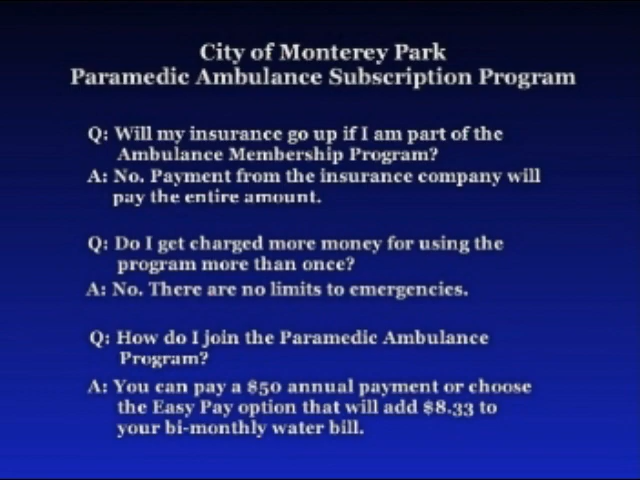 City of Monterey Park
Paramedic Ambulance Subscription Program
Q: Will my insurance go up if I am part of the
Ambulance Membership Program?
A: No. Payment from the insurance company will
pay the entire amount.
Q: Do I get charged more money for using the
program more than once?
A: No. There are no limits to emergencies.
Q: How do I join the Paramedic Ambulance
Program?
A: You can pay a $50 annual payment or choose
the Easy Pay option that will add $8.33 to
your bi-monthly water bill.